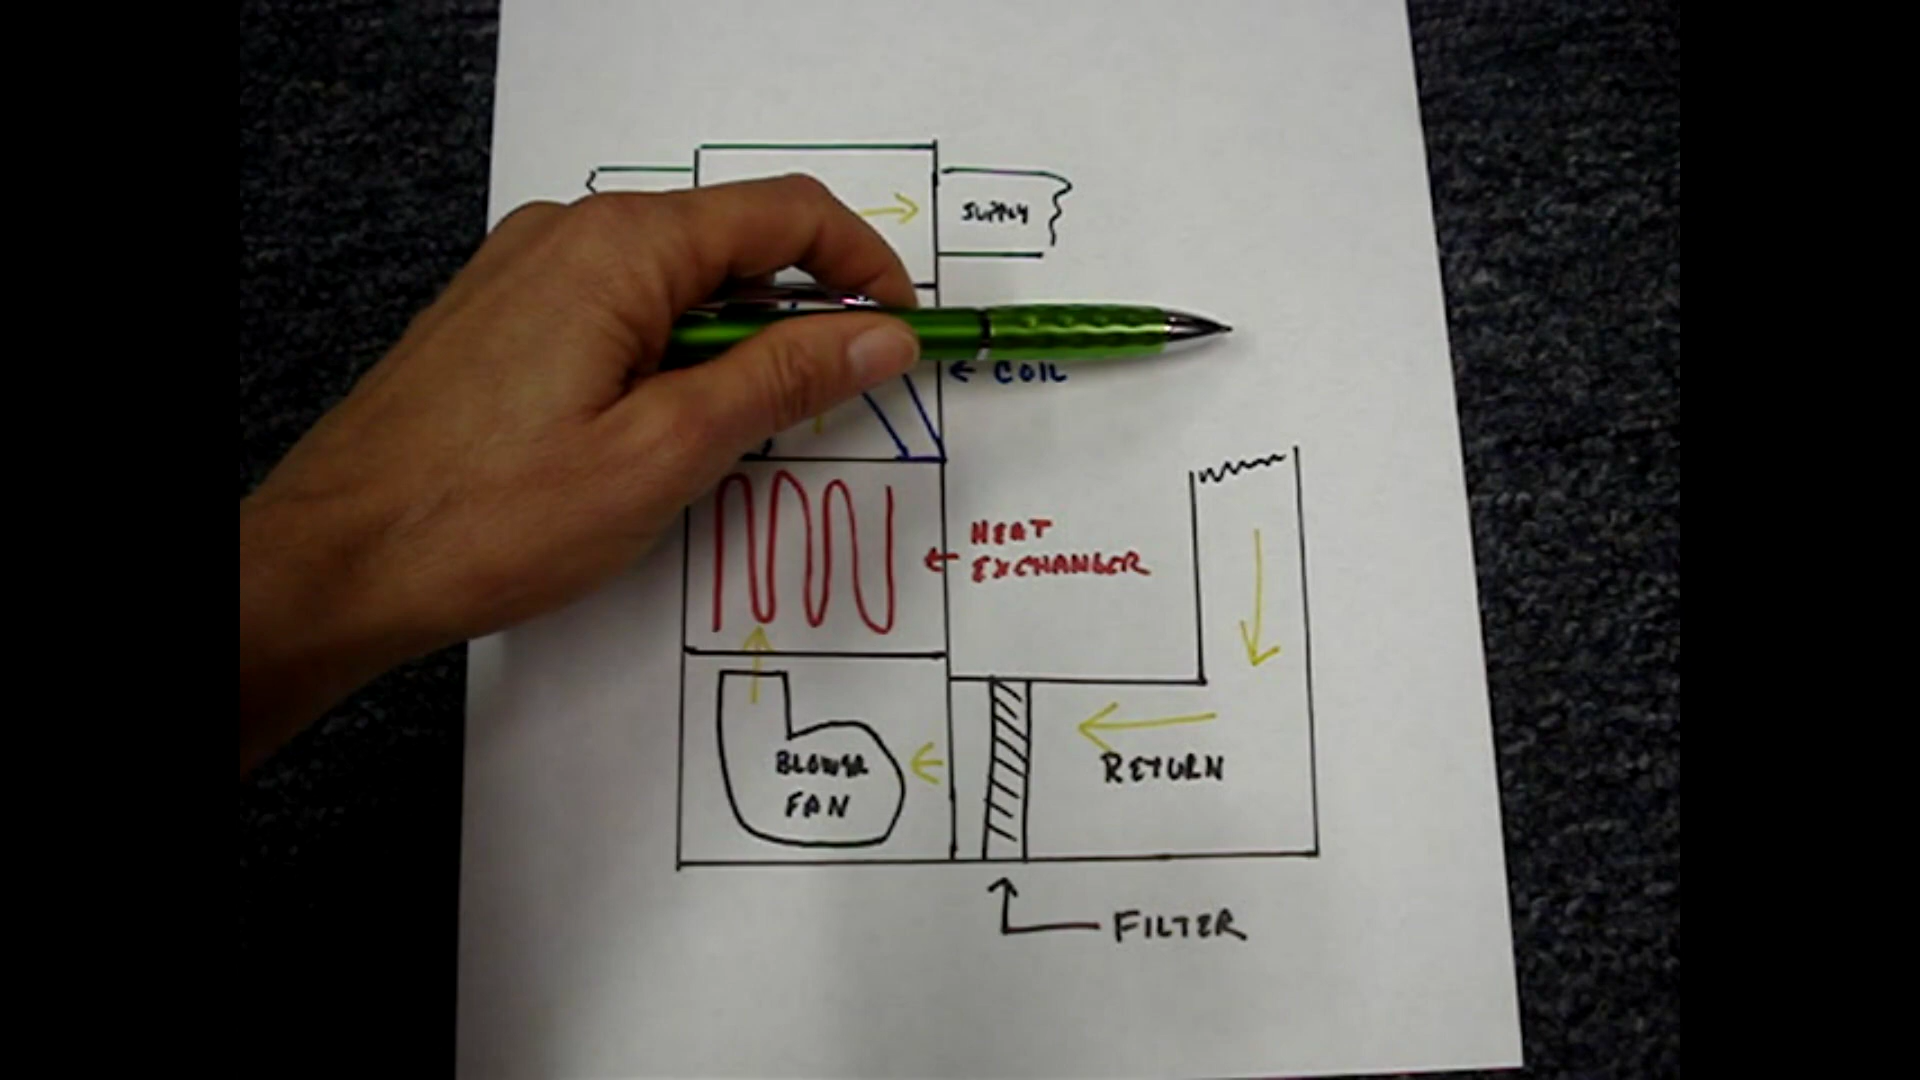 SUPPLY
COIL
HEAT
EXCHANGER
BLOWER
FAN
RETURN
FILTER